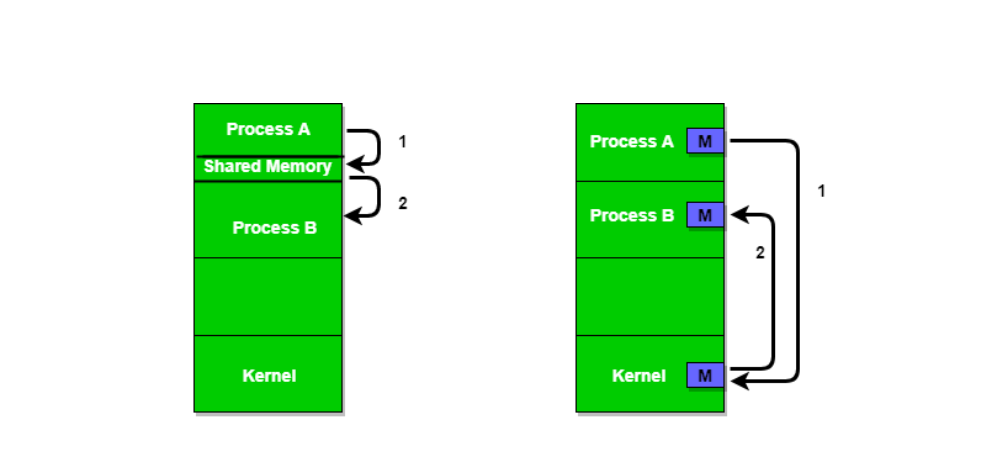 Process A
1
Shared Memory
2
Process B
Kernel
Process A M
1
Process B M
2
Kernel M